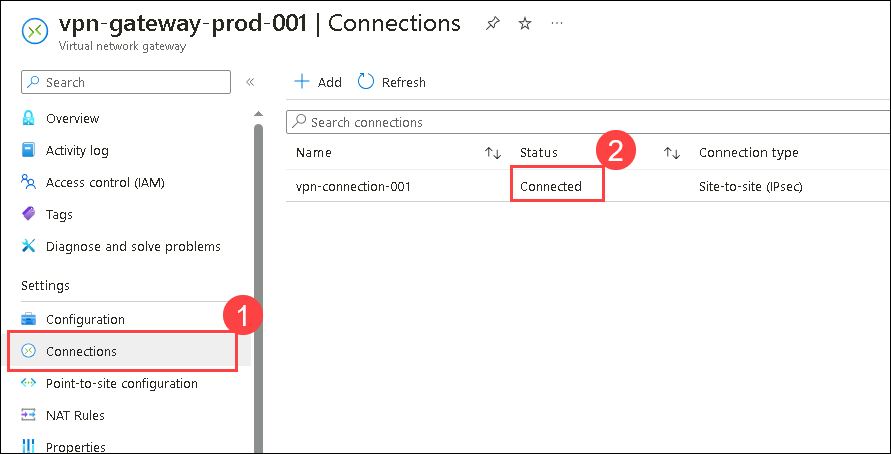 vpn-gateway-prod-001 | Connections
Virtual network gateway
Search
Overview
Activity log
Access control (IAM)
Tags
Diagnose and solve problems
Settings
Configuration
1
Connections
Point-to-site configuration
NAT Rules
Properties
Add Refresh
Search connections
Name Status 2 Connection type
vpn-connection-001 Connected Site-to-site (IPsec)